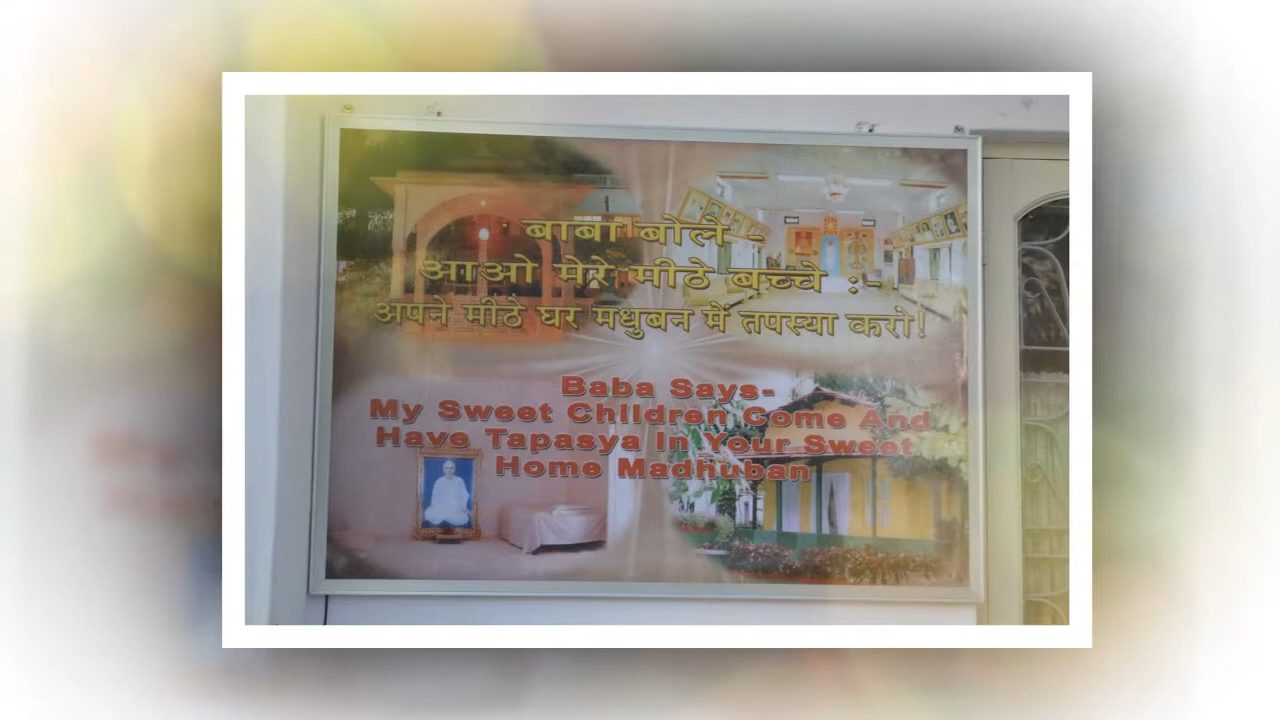 बाबा बोले -
आओ मेरे मीठे बच्चे :-
अपने मीठे घर मधुबन में तपस्या करो!
Baba Says-
My Sweet Children Come And
Have Tapasya In Your Sweet
Home Madhuban